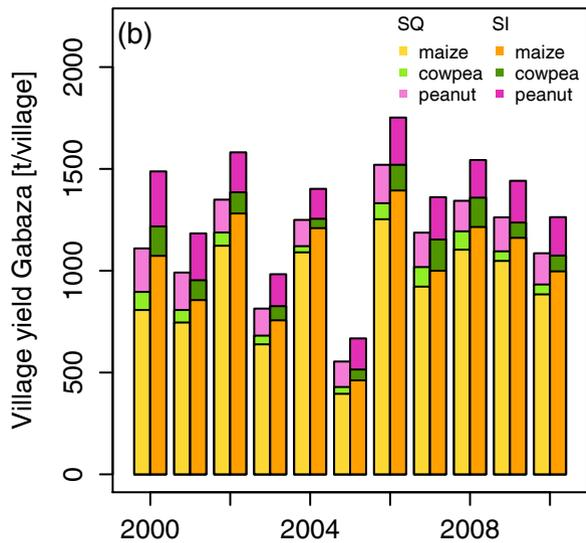 (b)
SQ SI
maize maize
cowpea cowpea
peanut peanut
Village yield Gabaza [t/village]
2000
1500
1000
500
0
2000 2004 2008